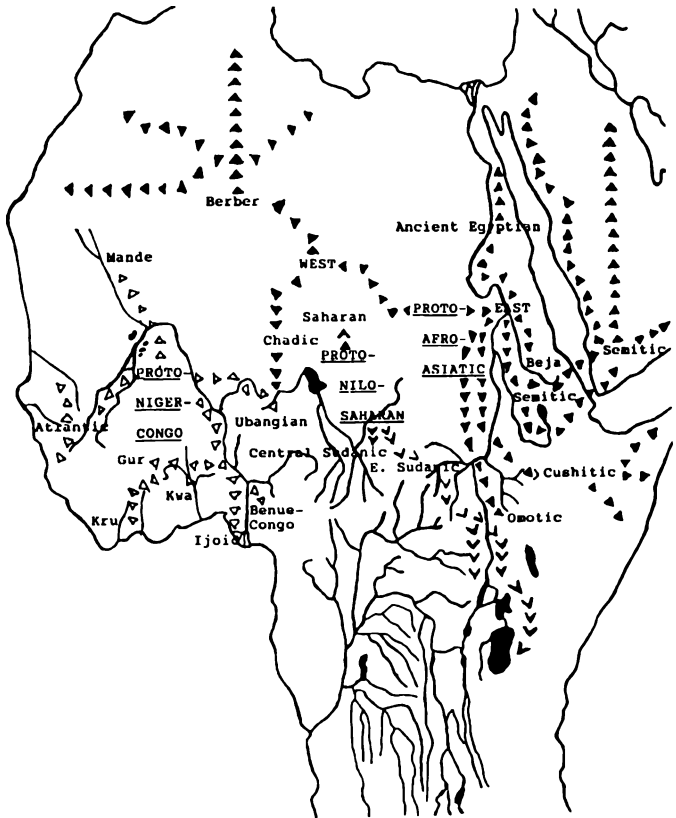 Berber
Ancient Egyptian
Mande
WEST
Saharan
PROTO-
EAST
Chadic
AFRO-
Semitic
PROTO-
Beja
PROTO-
ASIATIC
NILO-
Semitic
NIGER-
SAHARAN
Ubangian
Atlantic
CONGO
Central Sudanic
Gur
E. Sudanic
Cushitic
Kwa
Benue-
Congo
Omotic
Kru
Ijoid